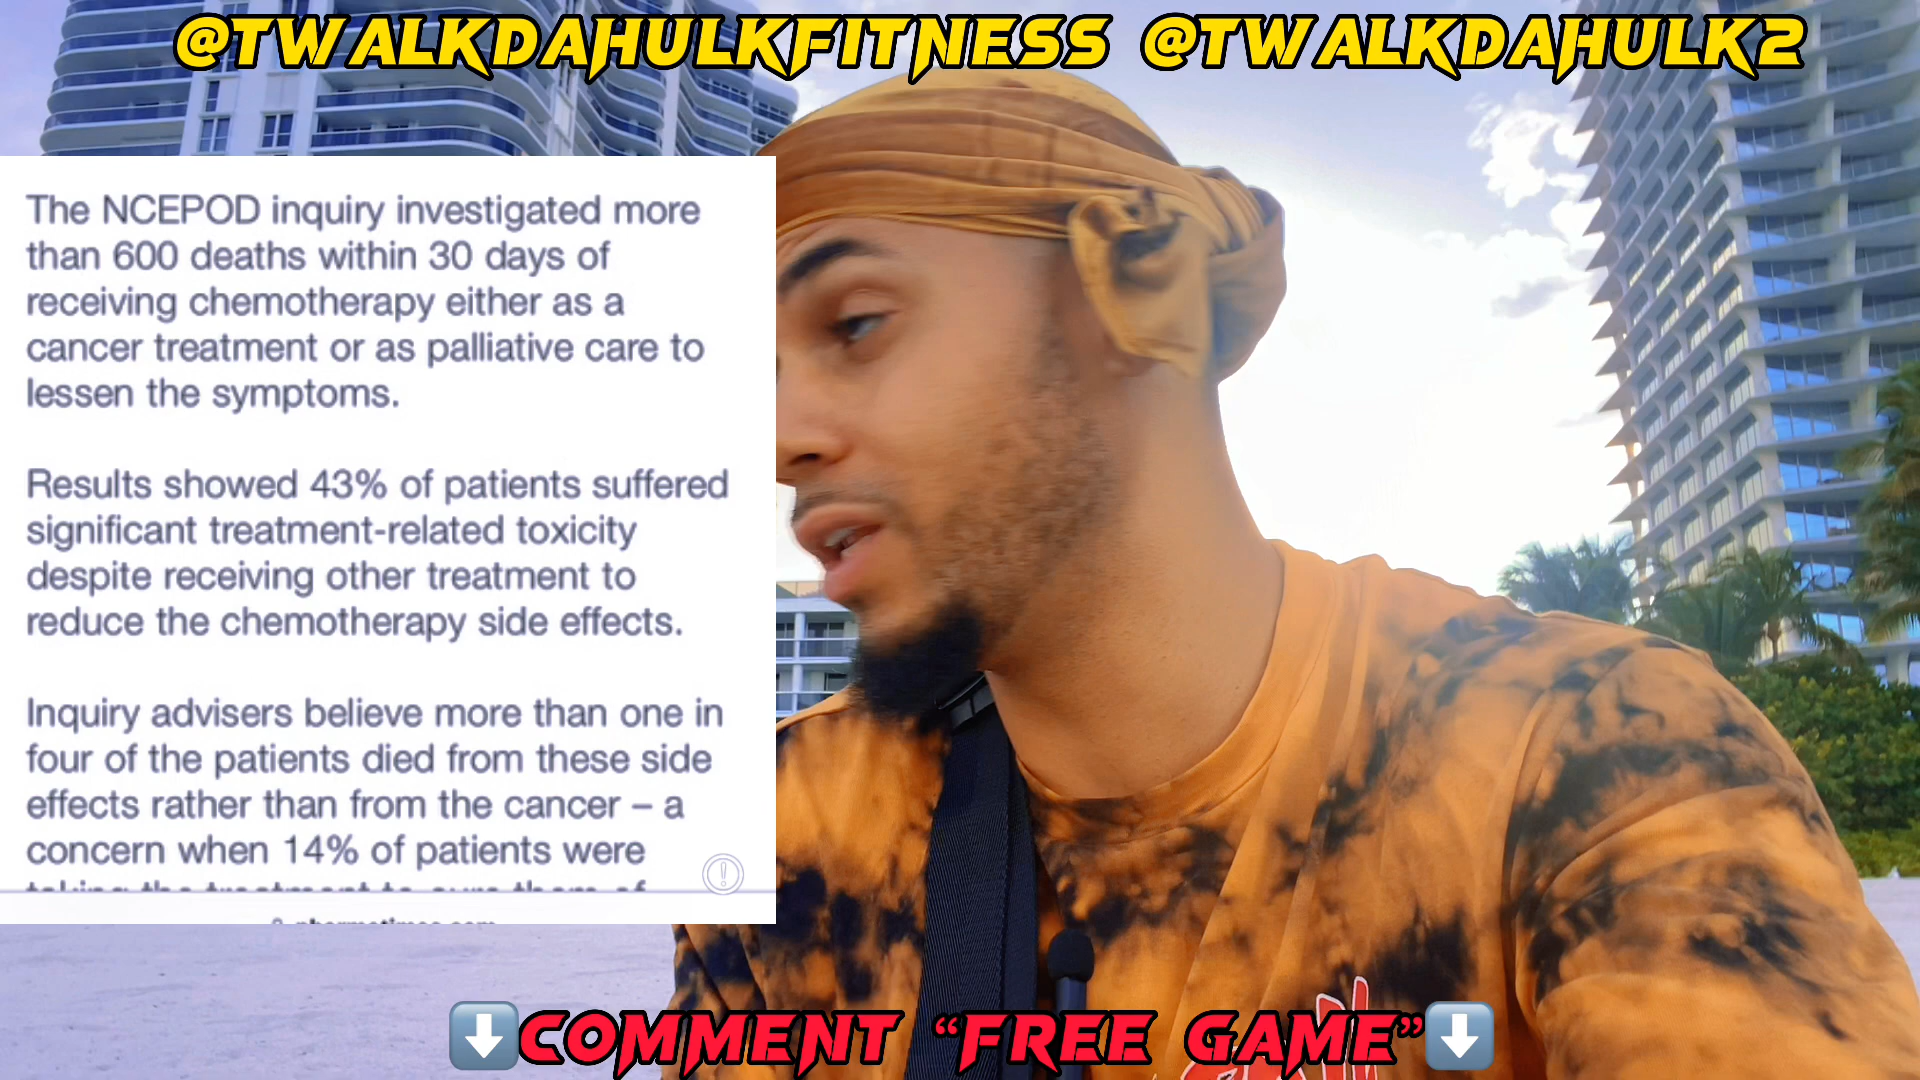 @TWALKDAHULKFITNESS @TWALKDAHULK2
The NCEPOD inquiry investigated more
than 600 deaths within 30 days of
receiving chemotherapy either as a
cancer treatment or as palliative care to
lessen the symptoms.
Results showed 43% of patients suffered
significant treatment-related toxicity
despite receiving other treatment to
reduce the chemotherapy side effects.
Inquiry advisers believe more than one in
four of the patients died from these side
effects rather than from the cancer – a
concern when 14% of patients were
⬇️COMMENT “FREE GAME”⬇️